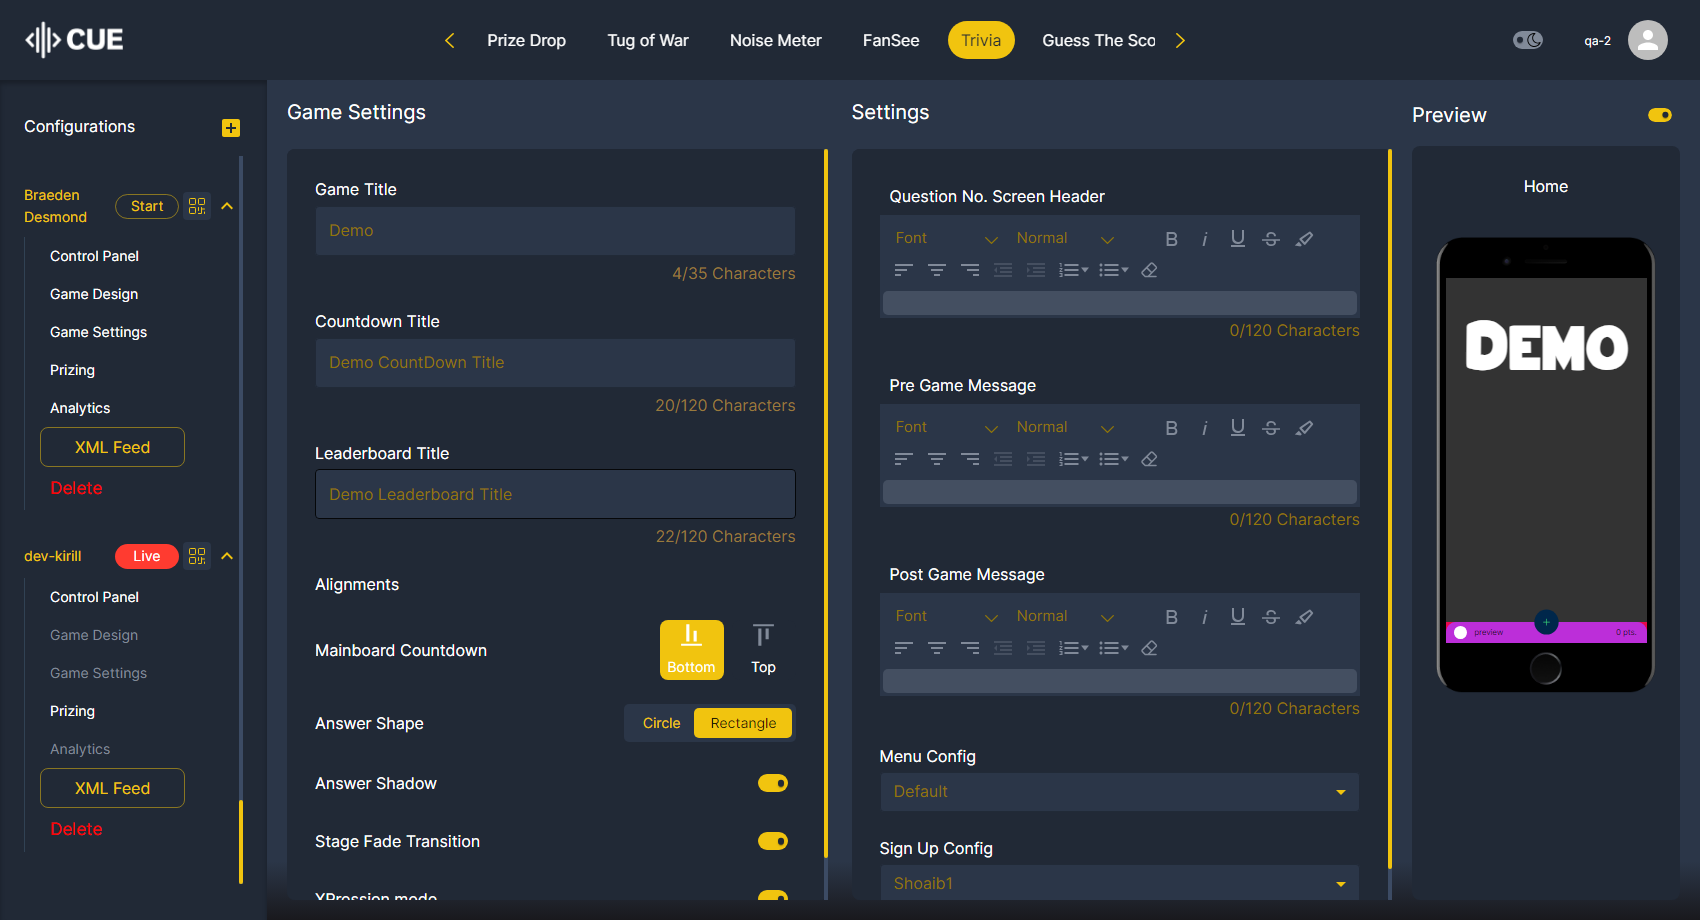 CUE
Prize Drop
Tug of War
Noise Meter
FanSee
Trivia
Guess The Sco
qa-2
Configurations
Braeden
Desmond
Start
Control Panel
Game Design
Game Settings
Prizing
Analytics
XML Feed
Delete
dev-kirill
Live
Control Panel
Game Design
Game Settings
Prizing
Analytics
XML Feed
Delete
Game Settings
Game Title
Demo
4/35 Characters
Countdown Title
Demo CountDown Title
20/120 Characters
Leaderboard Title
Demo Leaderboard Title
22/120 Characters
Alignments
Mainboard Countdown
Bottom
Top
Answer Shape
Circle
Rectangle
Answer Shadow
Stage Fade Transition
XPression mode
Settings
Question No. Screen Header
Font
Normal
0/120 Characters
Pre Game Message
Font
Normal
0/120 Characters
Post Game Message
Font
Normal
0/120 Characters
Menu Config
Default
Sign Up Config
Shoaib1
Preview
Home
DEMO
preview
0 pts.